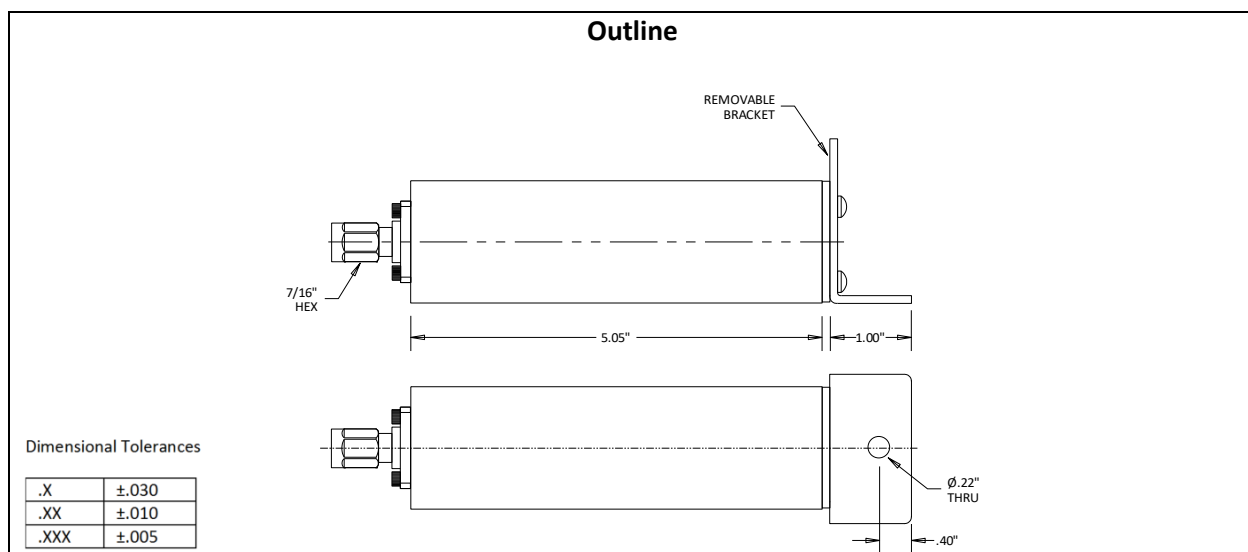 Outline
REMOVABLE
BRACKET
7/16"
HEX
5.05"
1.00"
Dimensional Tolerances
.X ±.030
.XX ±.010
.XXX ±.005
Ø.22"
THRU
.40"